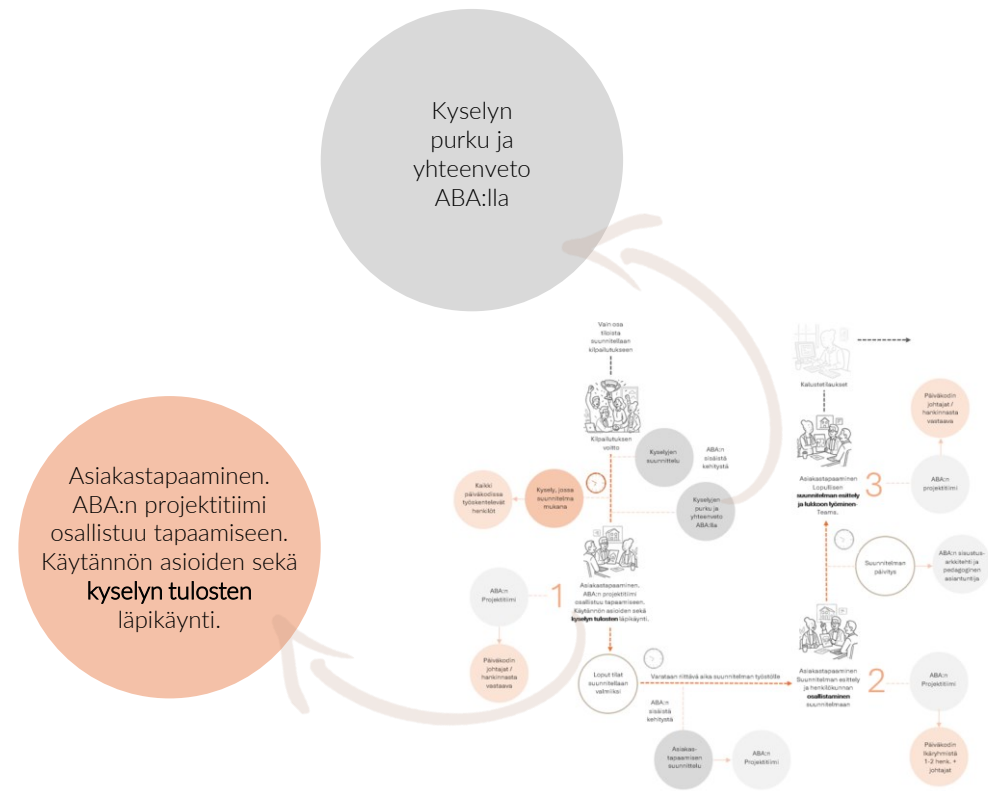 Kyselyn
purku ja
yhteenveto
ABA:lla
Asiakastapaaminen.
ABA:n projektitiimi
osallistuu tapaamiseen.
Käytännön asioiden sekä
kyselyn tulosten
läpikäynti.
Vain osa
tiloista
suunnitellaan
kilpailutukseen
Kilpailutuksen
voitto
Kyselyjen
suunnittelu
ABA:n
sisäistä
kehitystä
Kaikki
päiväkodissa
työskentelevät
henkilöt
Kysely, jossa
suunnitelma
mukana
Kyselyjen
purku ja
yhteenveto
ABA:lla
ABA:n
Projektitiimi
1
Asiakastapaaminen.
ABA:n projektitiimi
osallistuu tapaamiseen.
Käytännön asioiden sekä
kyselyn tulosten läpikäynti.
Päiväkodin
johtajat /
hankinnasta
vastaava
Loput tilat
suunnitellaan
valmiiksi
Varataan riittävä aika suunnitelman työstölle
ABA:n
sisäistä
kehitystä
Asiakas-
tapaamisen
suunnittelu
ABA:n
Projektitiimi
Kalustetilaukset
Päiväkodin
johtajat /
hankinnasta
vastaava
Asiakastapaaminen
Lopullisen
suunnitelman esittely
ja lukkoon lyöminen-
Teams.
3
ABA:n
projektitiimi
Suunnitelman
päivitys
ABA:n sisustus-
arkkitehti ja
pedagoginen
asiantuntija
Asiakastapaaminen
Suunnitelman esittely
ja henkilökunnan
osallistaminen
suunnitelmaan
2
ABA:n
Projektitiimi
Päiväkodin
Ikäryhmistä
1-2 henk. +
johtajat